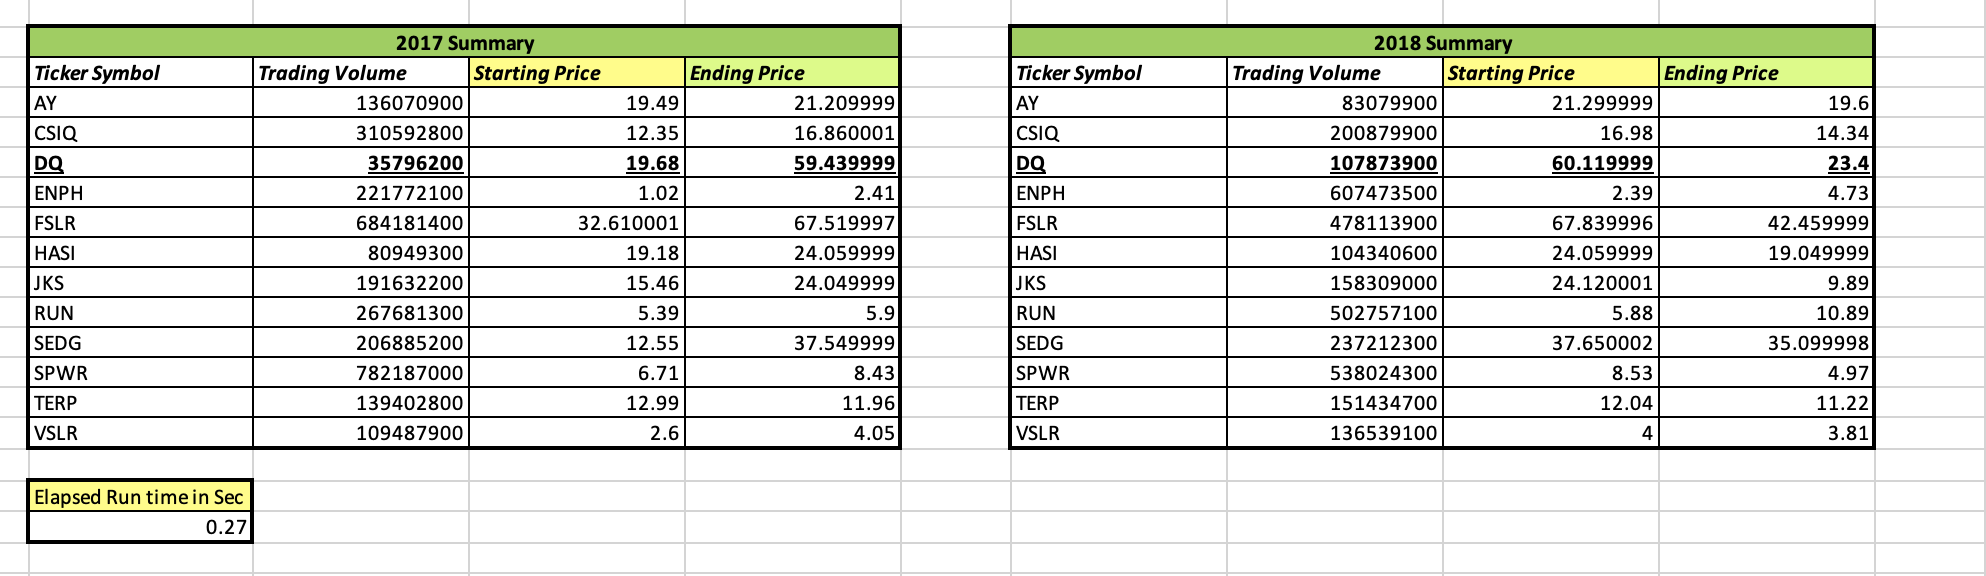 2017 Summary
Ticker Symbol Trading Volume Starting Price Ending Price
AY 136070900 19.49 21.209999
CSIQ 310592800 12.35 16.860001
DQ 35796200 19.68 59.439999
ENPH 221772100 1.02 2.41
FSLR 684181400 32.610001 67.519997
HASI 80949300 19.18 24.059999
JKS 191632200 15.46 24.049999
RUN 267681300 5.39 5.9
SEDG 206885200 12.55 37.549999
SPWR 782187000 6.71 8.43
TERP 139402800 12.99 11.96
VSLR 109487900 2.6 4.05
2018 Summary
Ticker Symbol Trading Volume Starting Price Ending Price
AY 83079900 21.299999 19.6
CSIQ 200879900 16.98 14.34
DQ 107873900 60.119999 23.4
ENPH 607473500 2.39 4.73
FSLR 478113900 67.839996 42.459999
HASI 104340600 24.059999 19.049999
JKS 158309000 24.120001 9.89
RUN 502757100 5.88 10.89
SEDG 237212300 37.650002 35.099998
SPWR 538024300 8.53 4.97
TERP 151434700 12.04 11.22
VSLR 136539100 4 3.81
Elapsed Run time in Sec
0.27